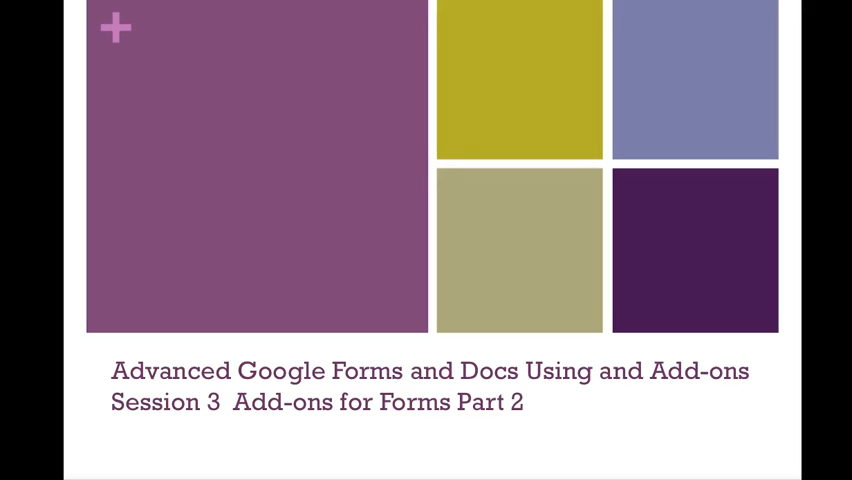 +
Advanced Google Forms and Docs Using and Add-ons
Session 3 Add-ons for Forms Part 2